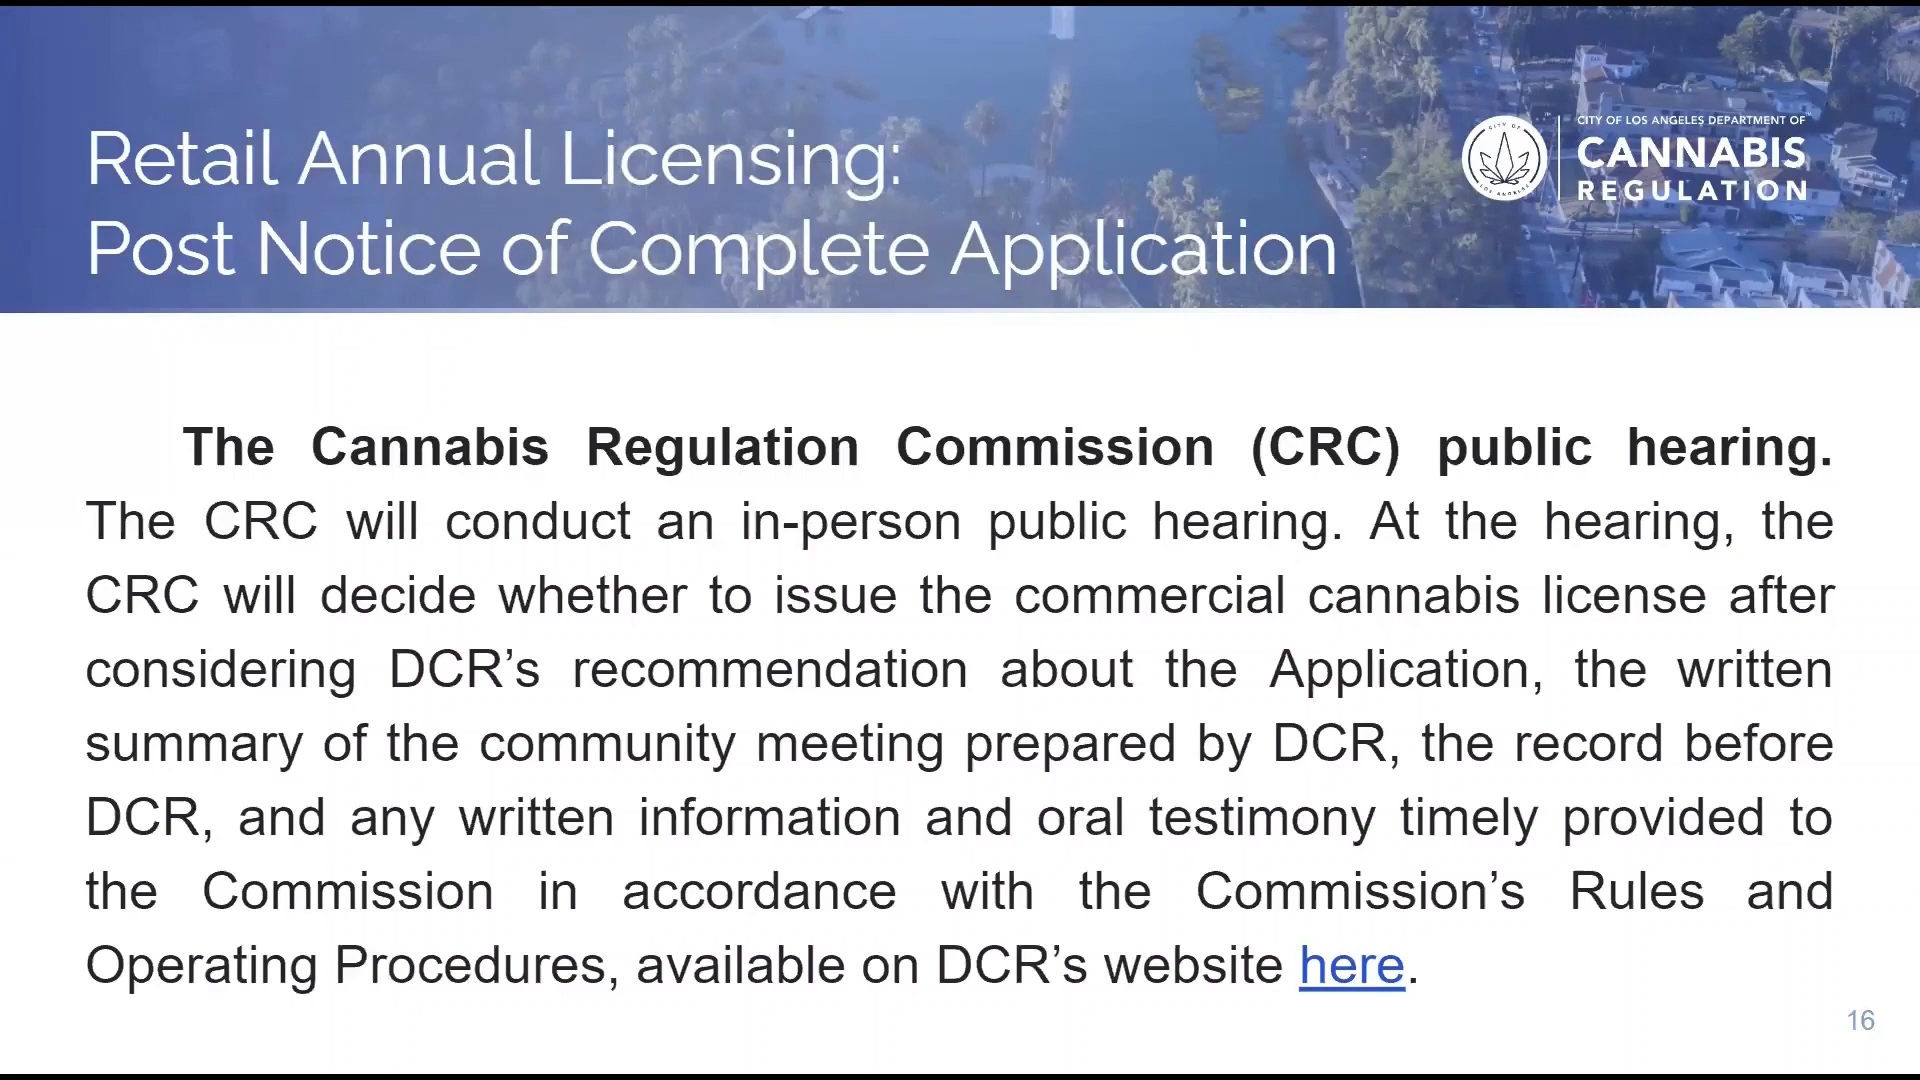 Retail Annual Licensing:
Post Notice of Complete Application
CITY OF LOS ANGELES DEPARTMENT OF
CANNABIS
REGULATION
CITY OF
LOS ANGELES
The Cannabis Regulation Commission (CRC) public hearing.
The CRC will conduct an in-person public hearing. At the hearing, the
CRC will decide whether to issue the commercial cannabis license after
considering DCR’s recommendation about the Application, the written
summary of the community meeting prepared by DCR, the record before
DCR, and any written information and oral testimony timely provided to
the Commission in accordance with the Commission’s Rules and
Operating Procedures, available on DCR’s website here.
16